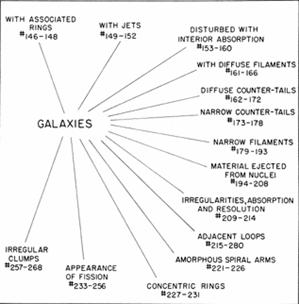 WITH ASSOCIATED
RINGS
#146-148
WITH JETS
#149-152
DISTURBED WITH
INTERIOR ABSORPTION
#153-160
WITH DIFFUSE FILAMENTS
#161-166
DIFFUSE COUNTER-TAILS
#162-172
NARROW COUNTER-TAILS
#173-178
GALAXIES
NARROW FILAMENTS
#179-193
MATERIAL EJECTED
FROM NUCLEI
#194-208
IRREGULARITIES, ABSORPTION
AND RESOLUTION
#209-214
ADJACENT LOOPS
#215-280
AMORPHOUS SPIRAL ARMS
#221-226
CONCENTRIC RINGS
#227-231
APPEARANCE
OF FISSION
#233-256
IRREGULAR
CLUMPS
#257-268